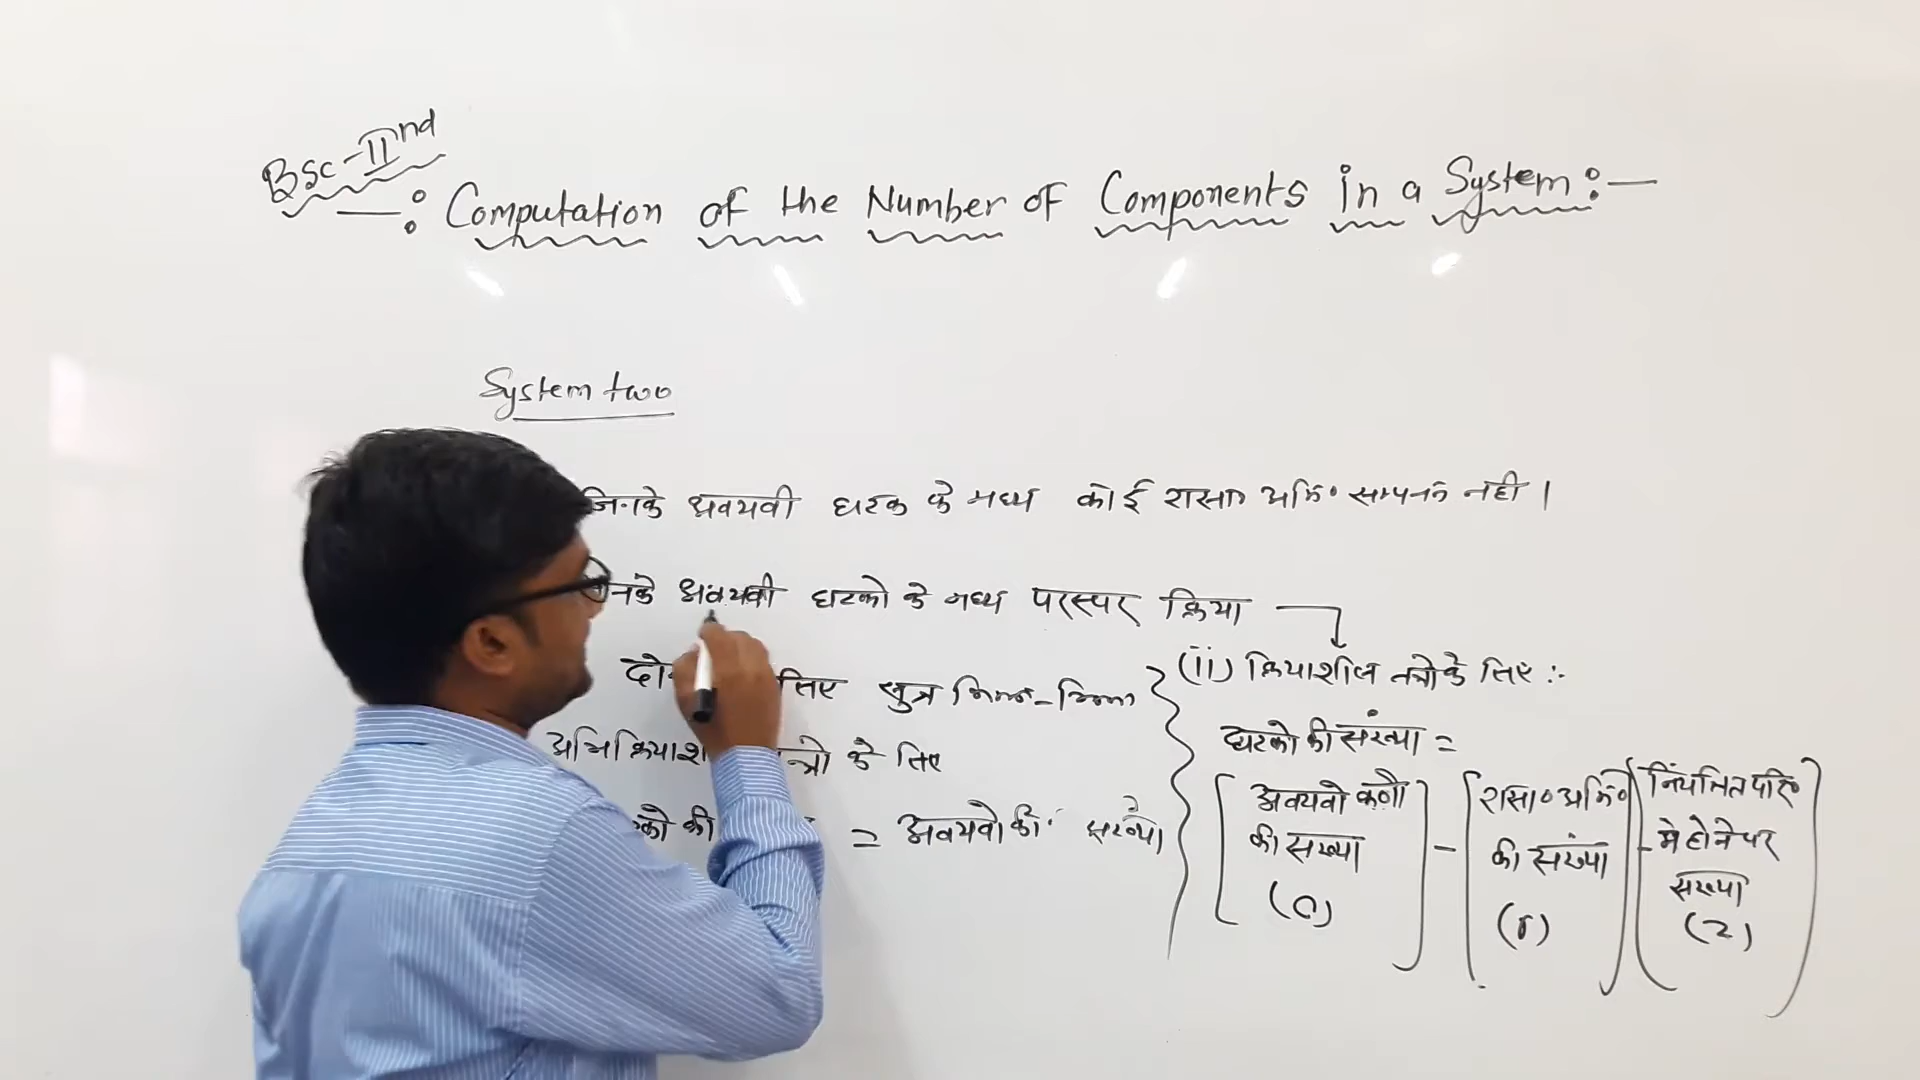 BSc-IInd
—: Computation of the Number of Components in a System :—
System two
जिनके अवयवी घटक के मध्य कोई रासा० अभि० सम्पन्न नही ।
नके अवयवी घटको के मध्य परस्पर क्रिया
लिए सुत्र भिन्न-भिन्न
के लिए
को की = अवयवो की संख्या
(ii) क्रियाशील तन्त्रो के लिए :-
घटको की संख्या =
[अवयवो कणों की संख्या (C)] - [रासा० अभि० की संख्या (r)] - (नियंत्रित परि० मे होने पर संख्या (z))